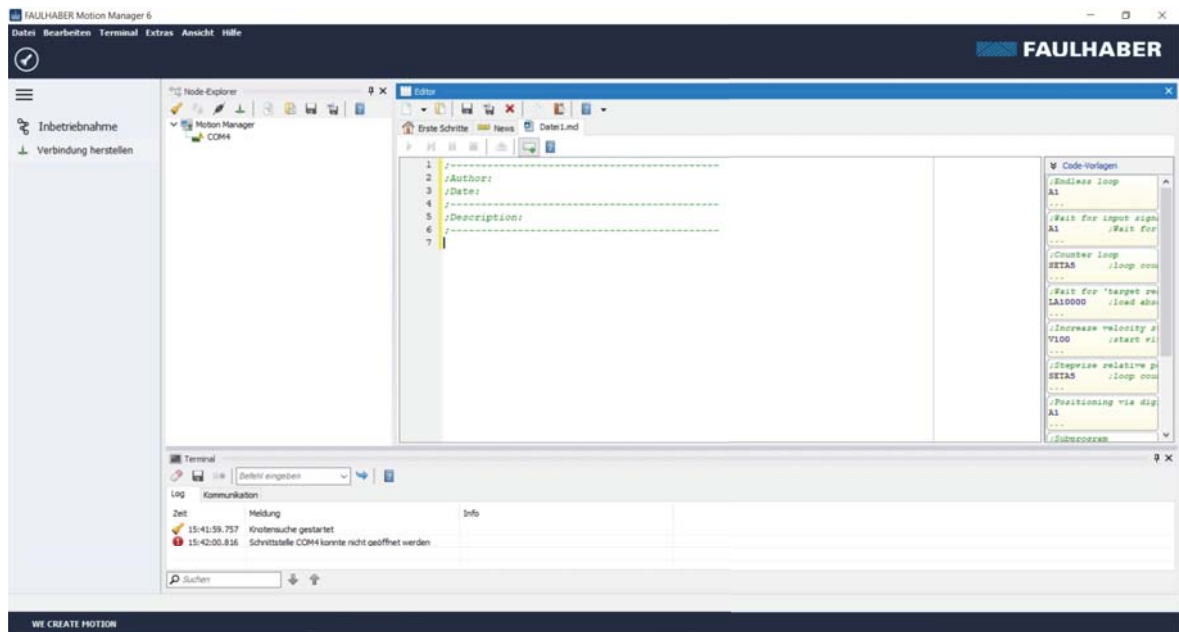 FAULHABER Motion Manager 6
Datei Bearbeiten Terminal Extras Ansicht Hilfe
FAULHABER
Inbetriebnahme
Verbindung herstellen
Node-Explorer
Motion Manager
COM4
Editor
Erste Schritte News Datei1.md
1 ;---------------------------------------------
2 ;Author:
3 ;Date:
4 ;---------------------------------------------
5 ;Description:
6 ;---------------------------------------------
7
Code-Vorlagen
;Endless loop
A1
...
;Wait for input sign
A1 ;Wait for
...
;Counter loop
SETA5 ;loop cou
...
;Wait for 'target re
LA10000 ;load abs
...
;Increase velocity s
V100 ;start wi
...
;Stepwise relative p
SETA5 ;loop cou
...
;Positioning via dig
A1
...
;Subprogram
Terminal
Befehl eingeben
Log Kommunikation
Zeit Meldung Info
15:41:59.757 Knotensuche gestartet
15:42:00.816 Schnittstelle COM4 konnte nicht geöffnet werden
Suchen
WE CREATE MOTION